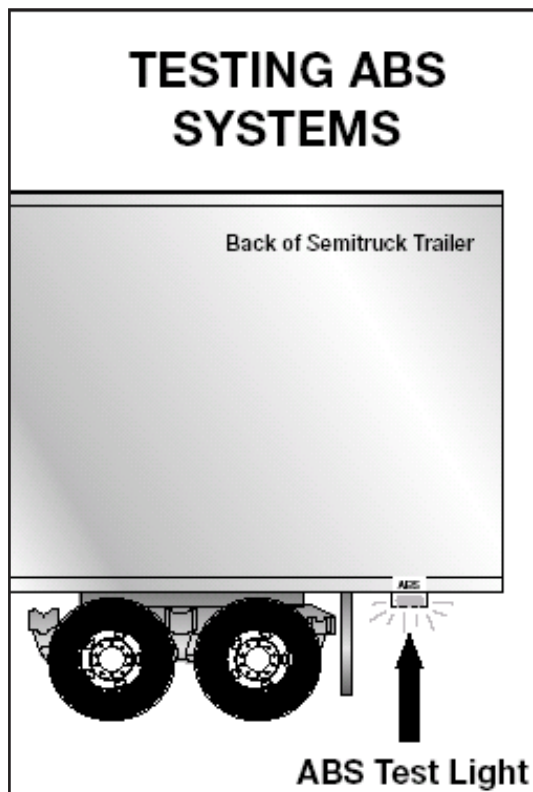 TESTING ABS
SYSTEMS
Back of Semitruck Trailer
ABS
ABS Test Light